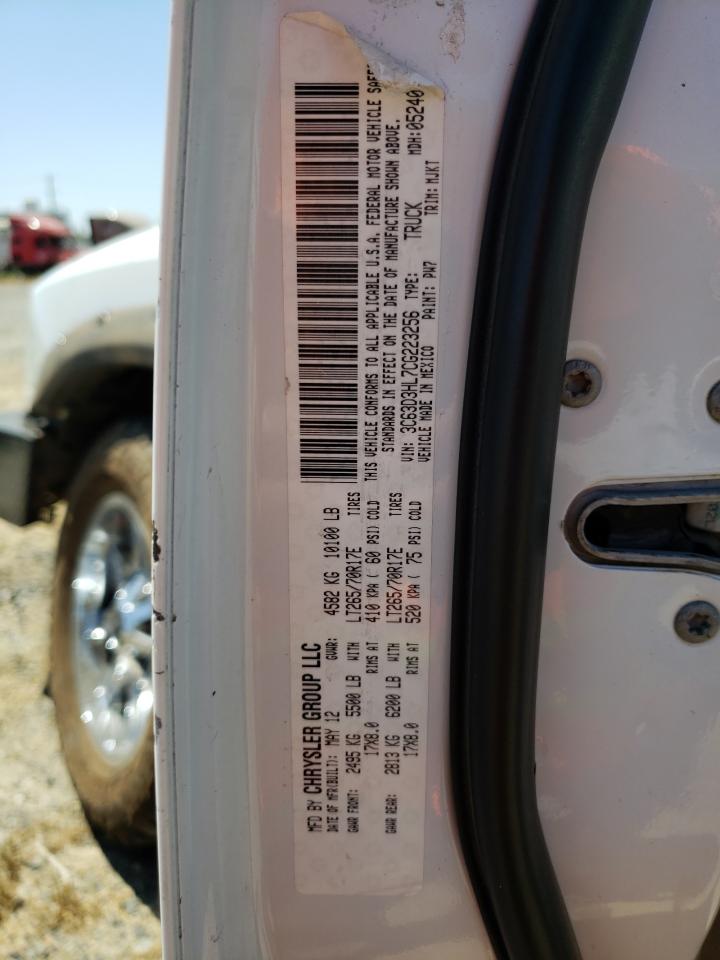 MFD BY CHRYSLER GROUP LLC
DATE OF MFR(BUILT): MAY 12 GVWR: 4582 KG 10100 LB
GAWR FRONT: 2495 KG 5500 LB WITH LT265/70R17E TIRES
17X8.0 RIMS AT 410 KPA ( 60 PSI) COLD
GAWR REAR: 2813 KG 6200 LB WITH LT265/70R17E TIRES
17X8.0 RIMS AT 520 KPA ( 75 PSI) COLD
THIS VEHICLE CONFORMS TO ALL APPLICABLE U.S.A. FEDERAL MOTOR VEHICLE
STANDARDS IN EFFECT ON THE DATE OF MANUFACTURE SHOWN ABOVE.
VIN: 3C63D3HL7CG223256 TYPE: TRUCK MDH: 05240
VEHICLE MADE IN MEXICO PAINT: PW7 TRIM: MJKT